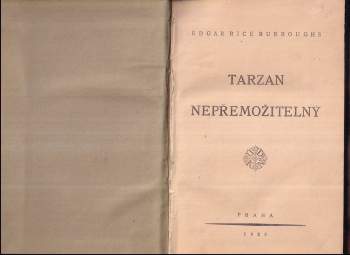 EDGAR RICE BURROUGHS
TARZAN
NEPŘEMOŽITELNÝ
PRAHA